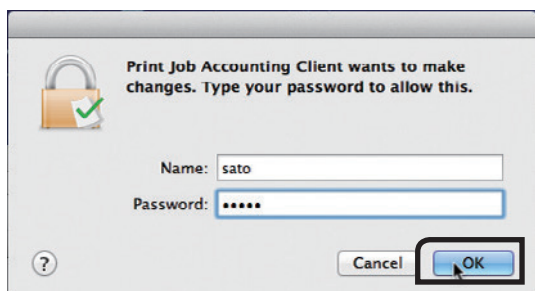 Print Job Accounting Client wants to make
changes. Type your password to allow this.
Name: sato
Password: •••••
?
Cancel
OK